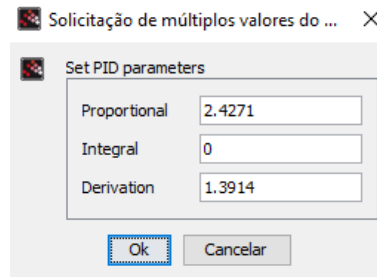 Solicitação de múltiplos valores do ...
Set PID parameters
Proportional 2.4271
Integral 0
Derivation 1.3914
Ok Cancelar